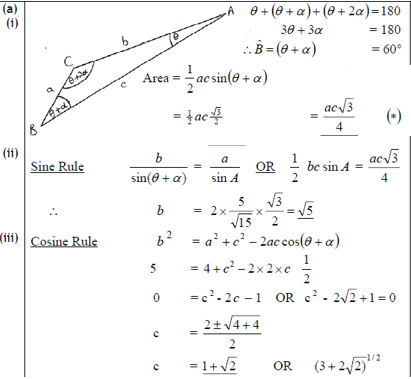 (a)
(i)
A
θ
b
C
θ+2α
a
c
θ+α
B
θ + (θ + α) + (θ + 2α) = 180
3θ + 3α = 180
∴ B̂ = (θ + α) = 60°
Area = 1/2 ac sin(θ + α)
= 1/2 ac √3/2 = ac√3/4 (*)
(ii) Sine Rule b/sin(θ + α) = a/sin A OR 1/2 bc sin A = ac√3/4
∴ b = 2 × 5/√15 × √3/2 = √5
(iii) Cosine Rule b² = a² + c² − 2ac cos(θ + α)
5 = 4 + c² − 2 × 2 × c 1/2
0 = c² - 2c − 1 OR c² - 2√2 + 1 = 0
c = (2 ± √(4 + 4))/2
c = 1 + √2 OR (3 + 2√2)^1/2